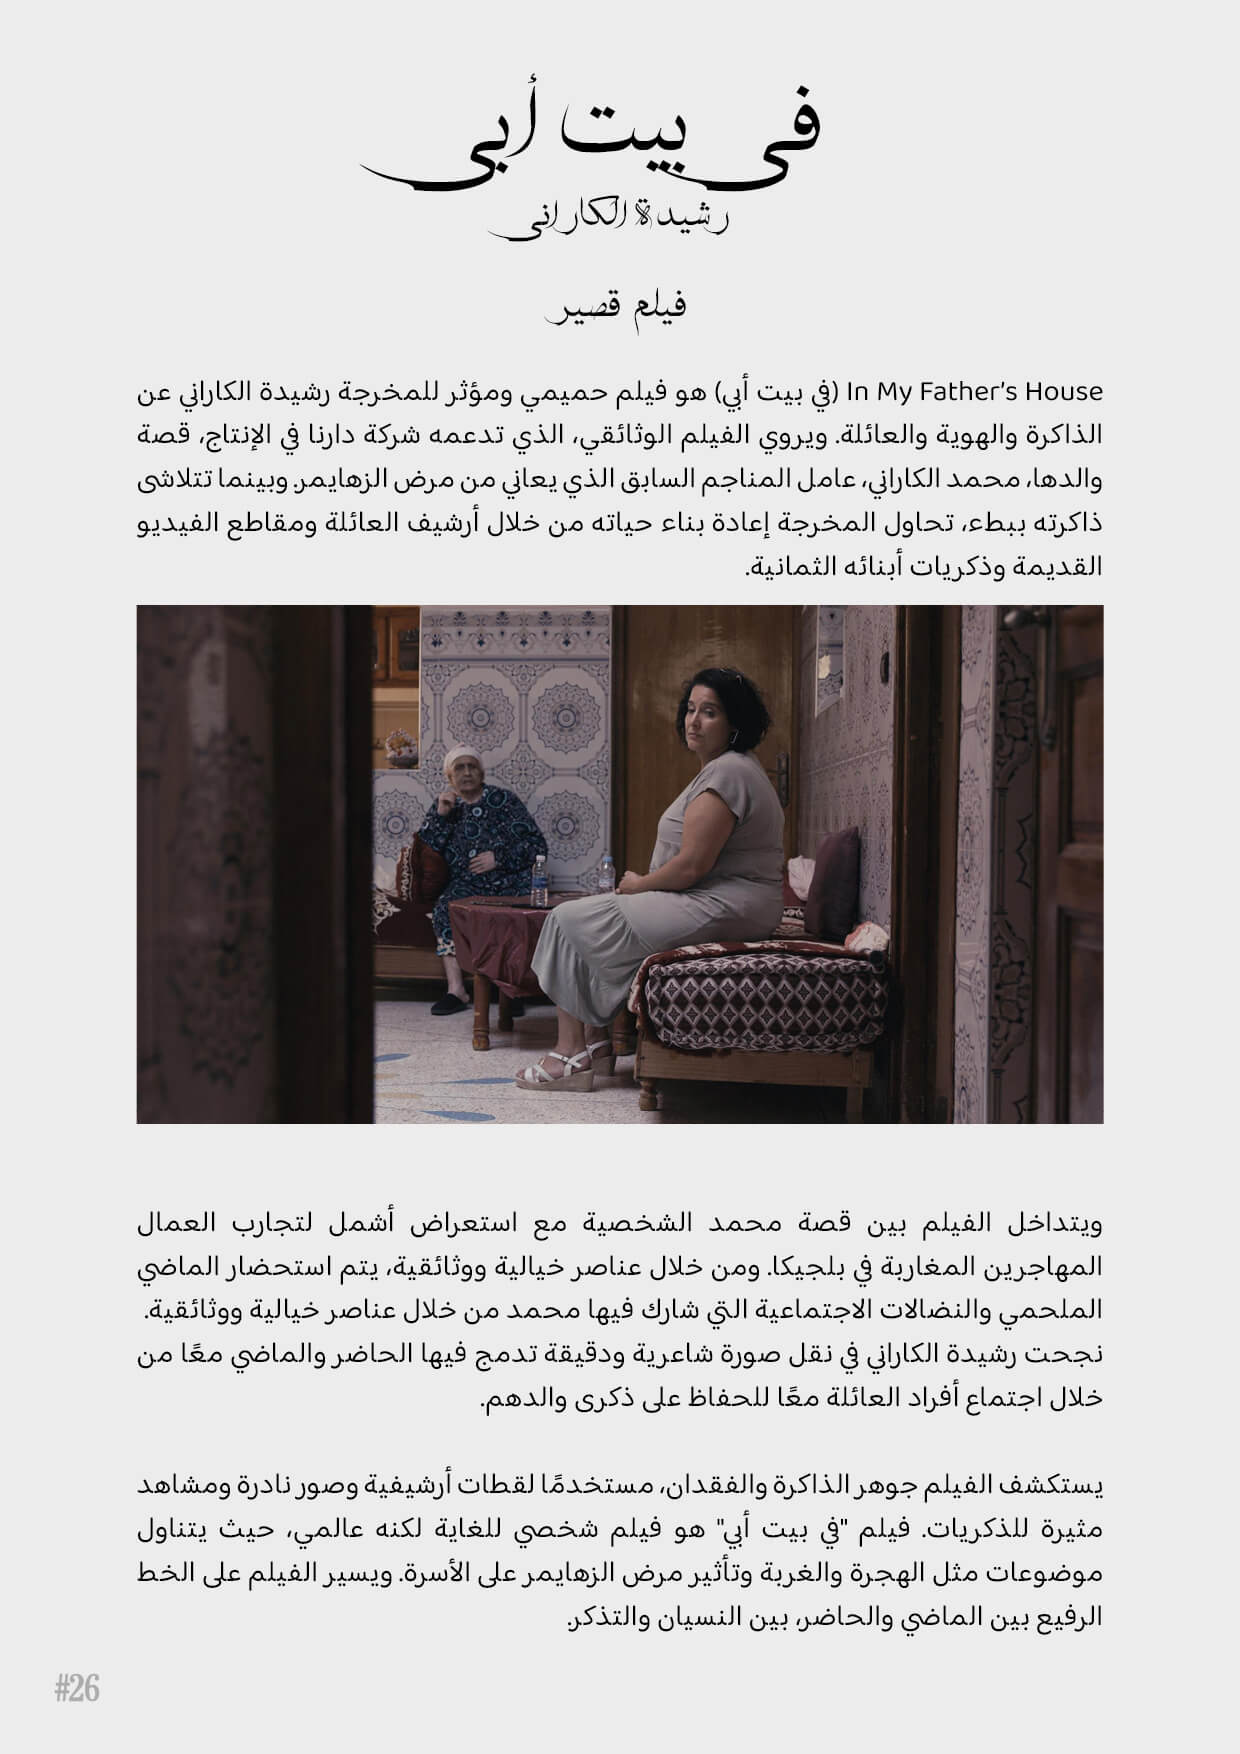 في بيت أبي
رشيدة الكاراني
فيلم قصير
In My Father’s House (في بيت أبي) هو فيلم حميمي ومؤثر للمخرجة رشيدة الكاراني عن
الذاكرة والهوية والعائلة. ويروي الفيلم الوثائقي، الذي تدعمه شركة دارنا في الإنتاج، قصة
والدها، محمد الكاراني، عامل المناجم السابق الذي يعاني من مرض الزهايمر. وبينما تتلاشى
ذاكرته ببطء، تحاول المخرجة إعادة بناء حياته من خلال أرشيف العائلة ومقاطع الفيديو
القديمة وذكريات أبنائه الثمانية.
ويتداخل الفيلم بين قصة محمد الشخصية مع استعراض أشمل لتجارب العمال
المهاجرين المغاربة في بلجيكا. ومن خلال عناصر خيالية ووثائقية، يتم استحضار الماضي
الملحمي والنضالات الاجتماعية التي شارك فيها محمد من خلال عناصر خيالية ووثائقية.
نجحت رشيدة الكاراني في نقل صورة شاعرية ودقيقة تدمج فيها الحاضر والماضي معًا من
خلال اجتماع أفراد العائلة معًا للحفاظ على ذكرى والدهم.
يستكشف الفيلم جوهر الذاكرة والفقدان، مستخدمًا لقطات أرشيفية وصور نادرة ومشاهد
مثيرة للذكريات. فيلم "في بيت أبي" هو فيلم شخصي للغاية لكنه عالمي، حيث يتناول
موضوعات مثل الهجرة والغربة وتأثير مرض الزهايمر على الأسرة. ويسير الفيلم على الخط
الرفيع بين الماضي والحاضر، بين النسيان والتذكر.
#26